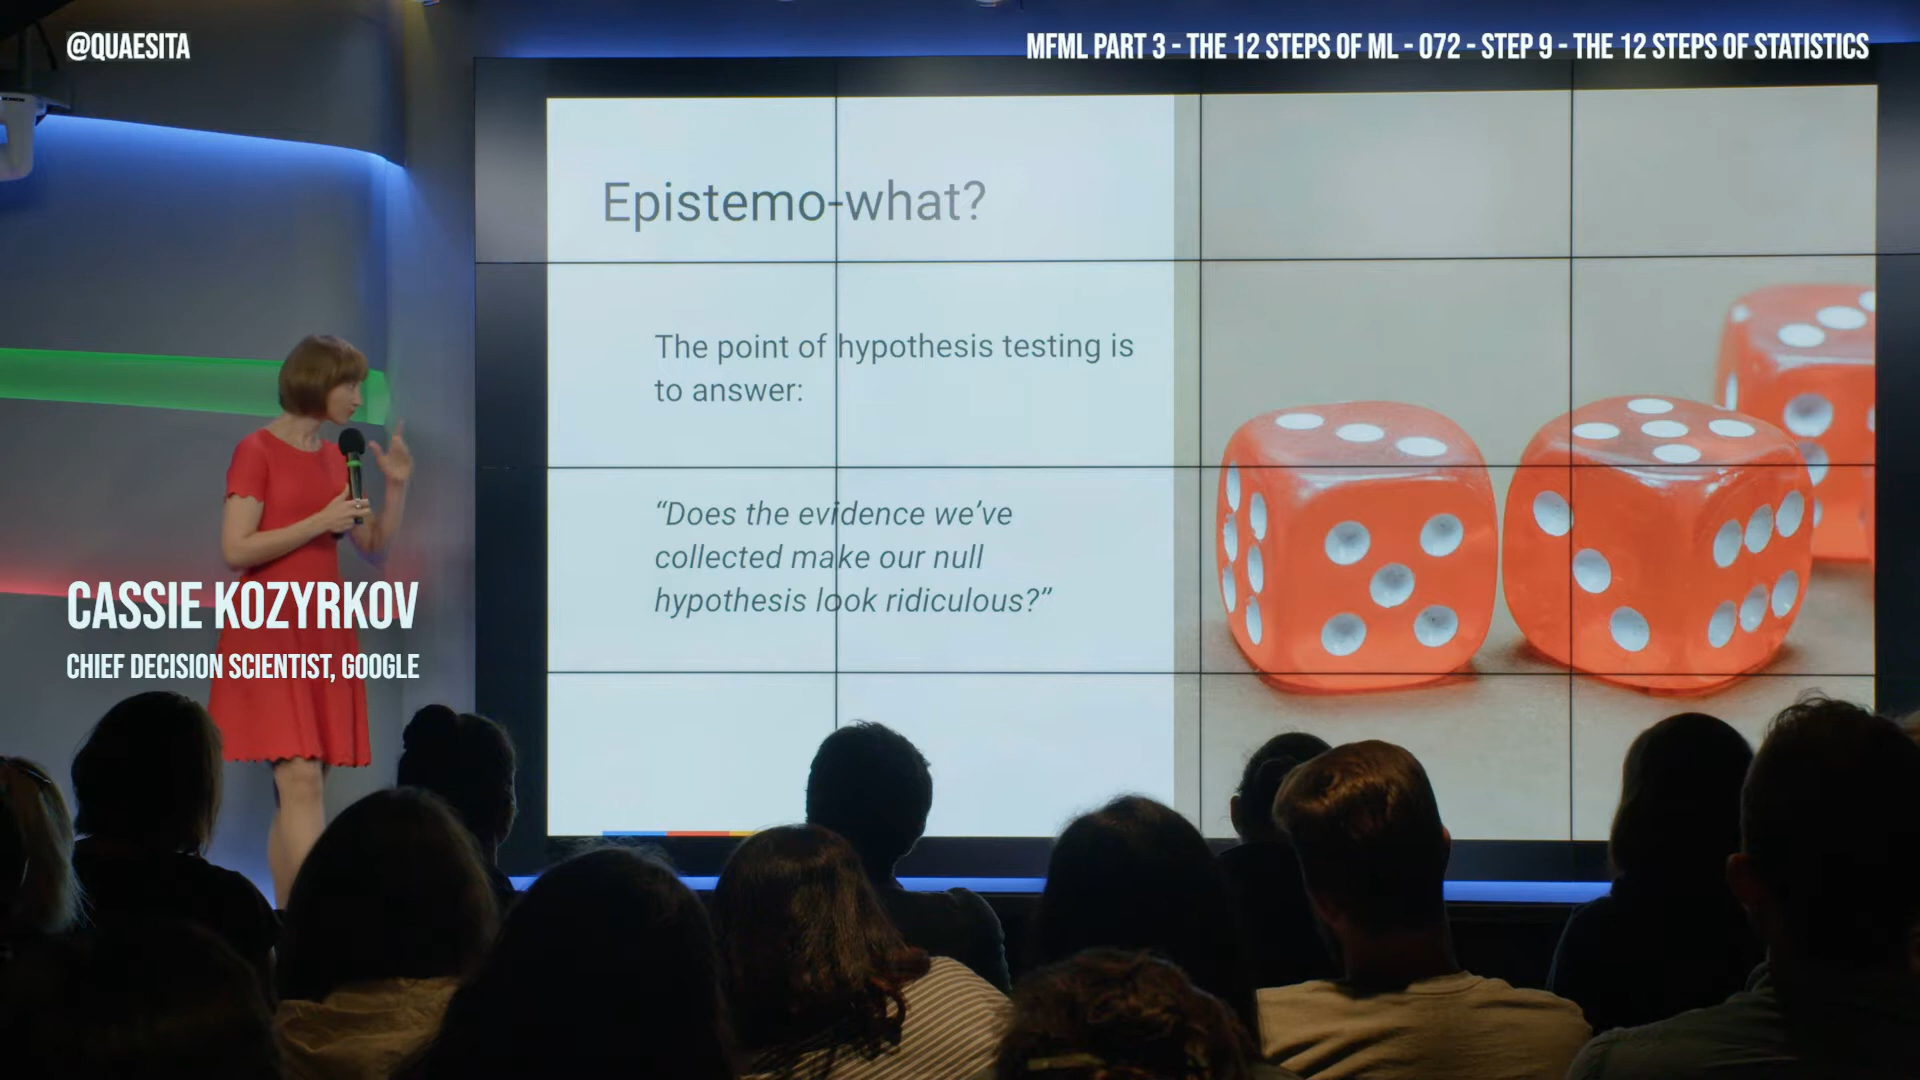 @QUAESITA
MFML PART 3 - THE 12 STEPS OF ML - 072 - STEP 9 - THE 12 STEPS OF STATISTICS
Epistemo-what?
The point of hypothesis testing is
to answer:
“Does the evidence we’ve
collected make our null
hypothesis look ridiculous?”
CASSIE KOZYRKOV
CHIEF DECISION SCIENTIST, GOOGLE